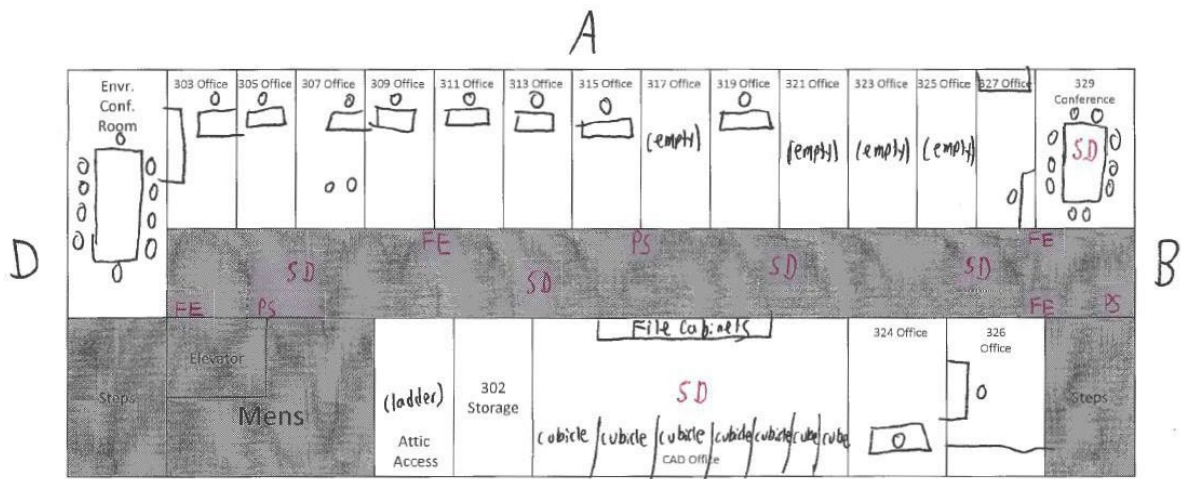 A
Envr.
Conf.
Room
303 Office
305 Office
307 Office
309 Office
311 Office
313 Office
315 Office
317 Office
(empty)
319 Office
321 Office
(empty)
323 Office
(empty)
325 Office
(empty)
327 Office
329
Conference
SD
D
B
FE
PS
FE
SD
SD
SD
SD
FE
PS
FE
PS
Steps
Elevator
Mens
(ladder)
Attic
Access
302
Storage
File Cabinets
SD
cubicle
cubicle
cubicle
cubicle
cubicle
cube
cube
CAD Office
324 Office
326
Office
Steps